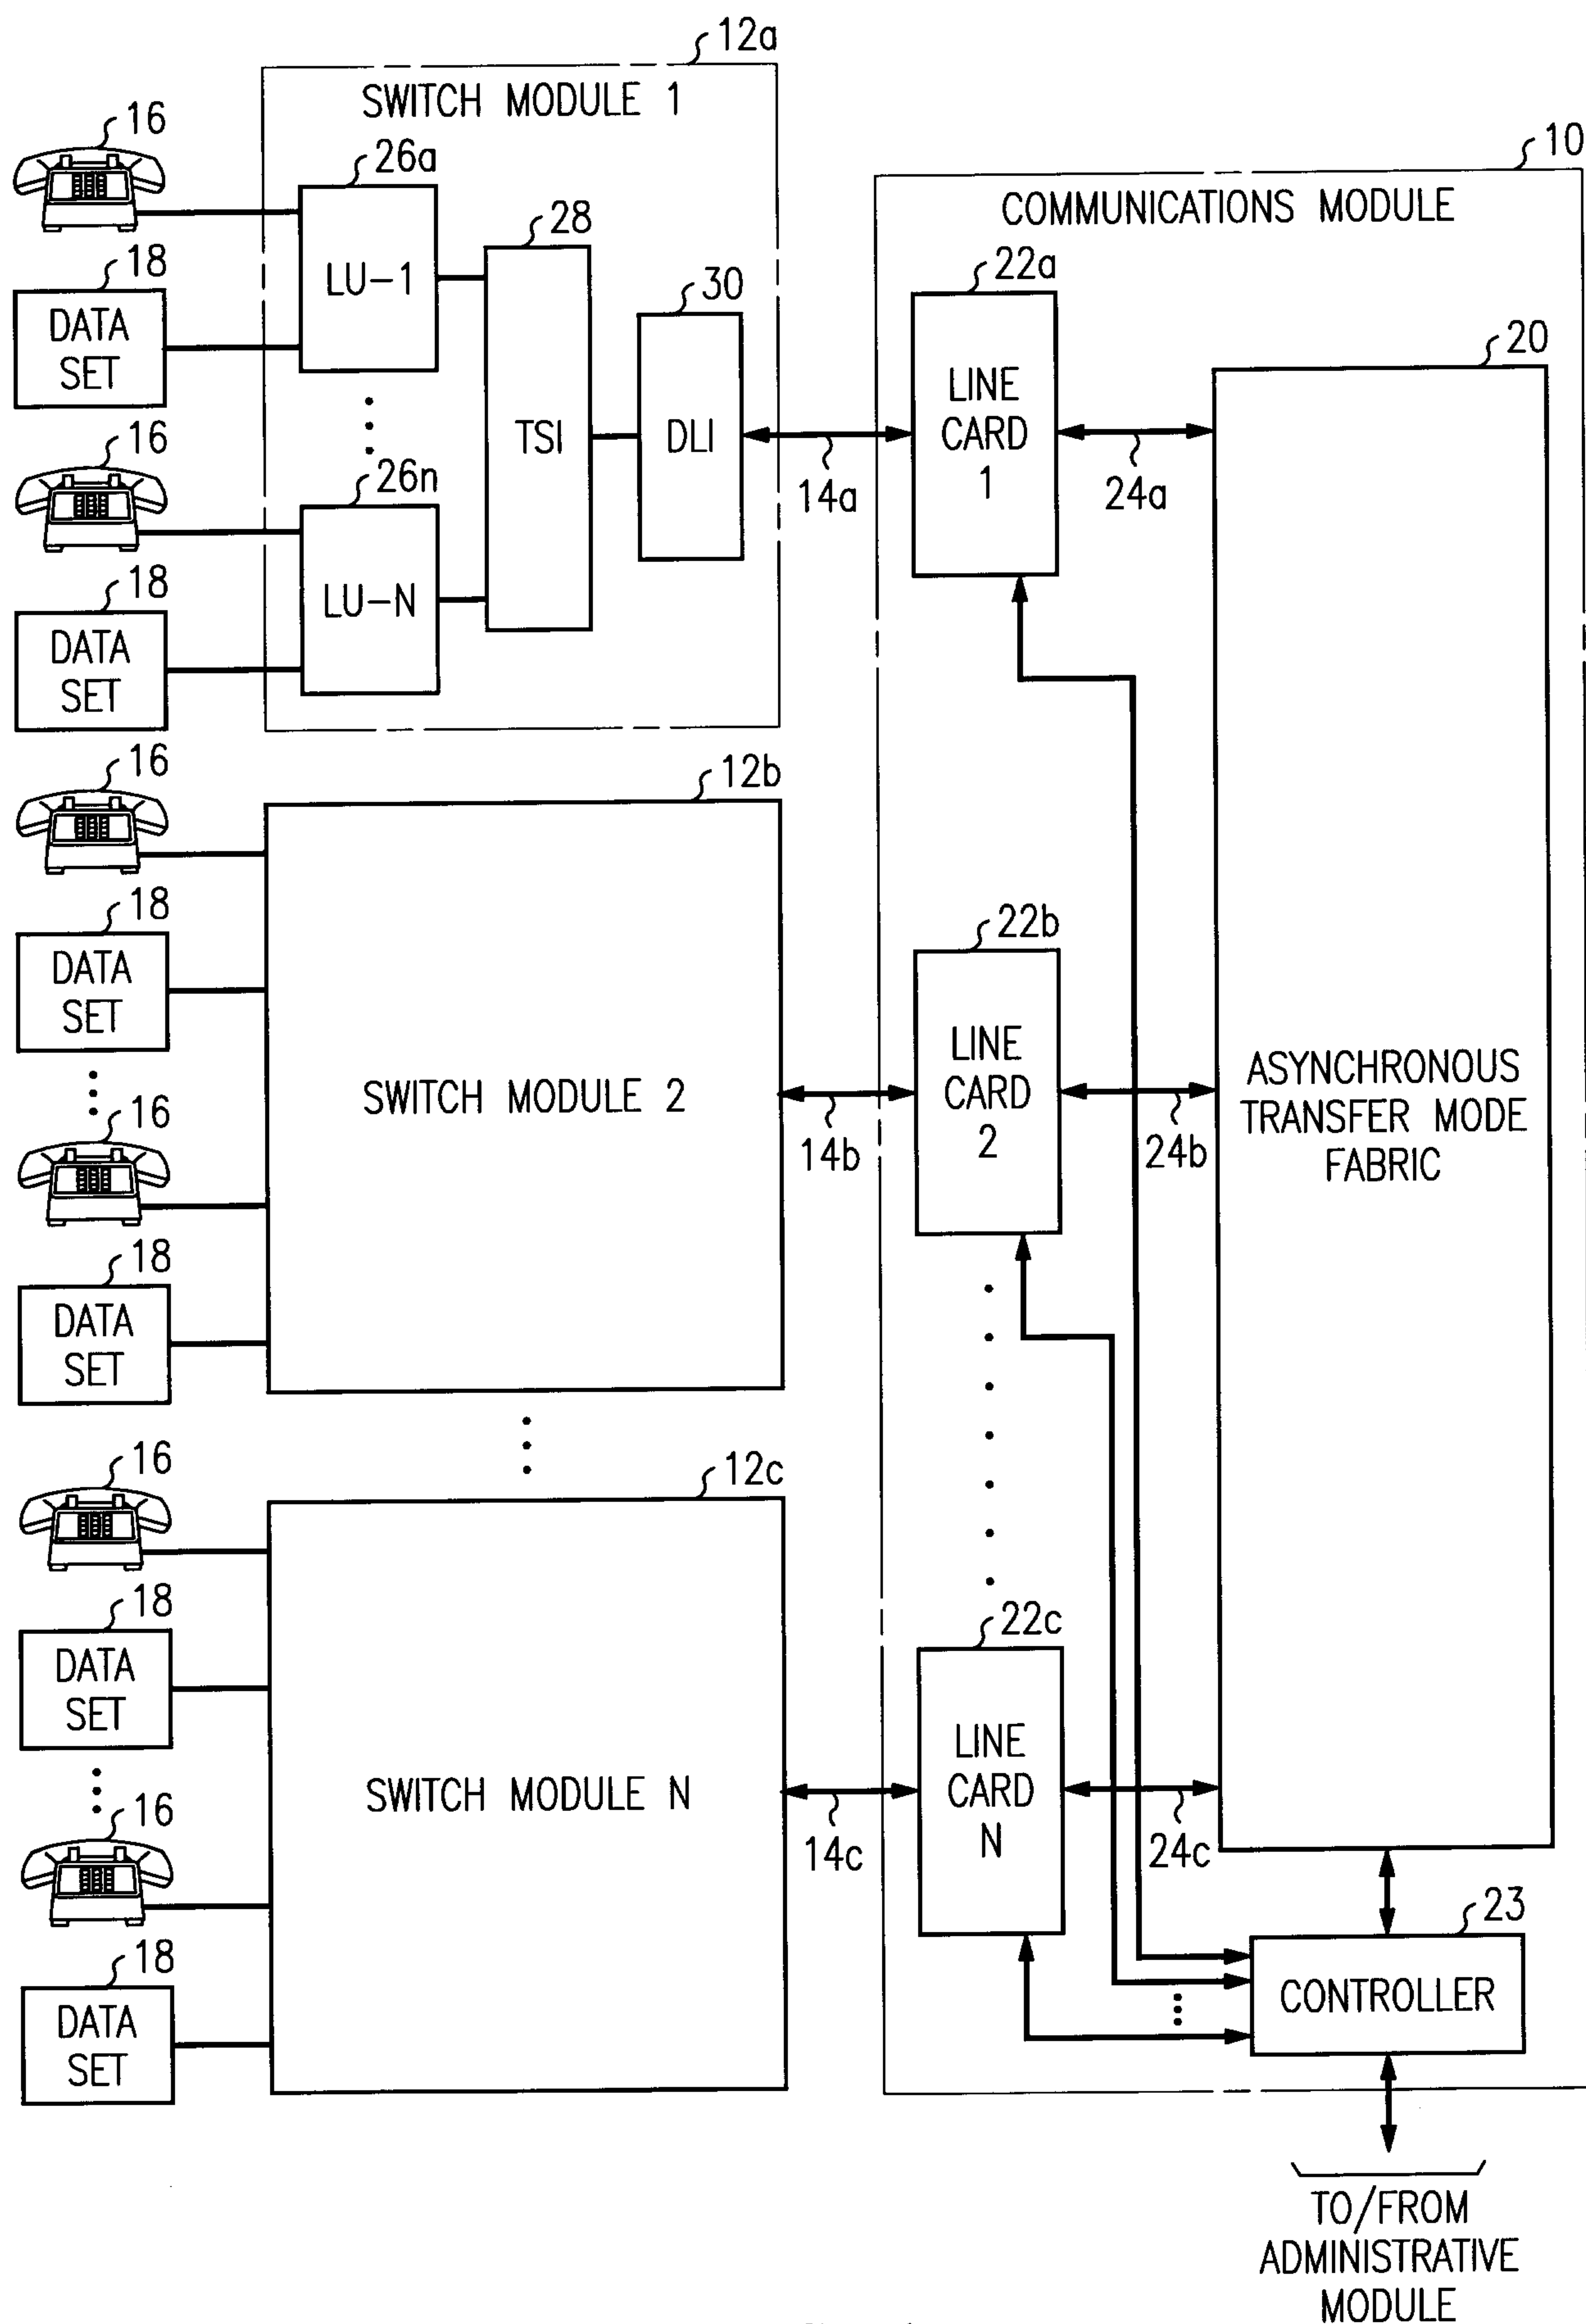 12a
SWITCH MODULE 1
16
26a
LU-1
18
DATA
SET
28
TSI
30
DLI
16
26n
LU-N
18
DATA
SET
14a
10
COMMUNICATIONS MODULE
22a
LINE
CARD
1
24a
20
ASYNCHRONOUS
TRANSFER MODE
FABRIC
16
12b
SWITCH MODULE 2
18
DATA
SET
16
18
DATA
SET
14b
22b
LINE
CARD
2
24b
16
12c
SWITCH MODULE N
18
DATA
SET
16
18
DATA
SET
14c
22c
LINE
CARD
N
24c
23
CONTROLLER
TO/FROM
ADMINISTRATIVE
MODULE